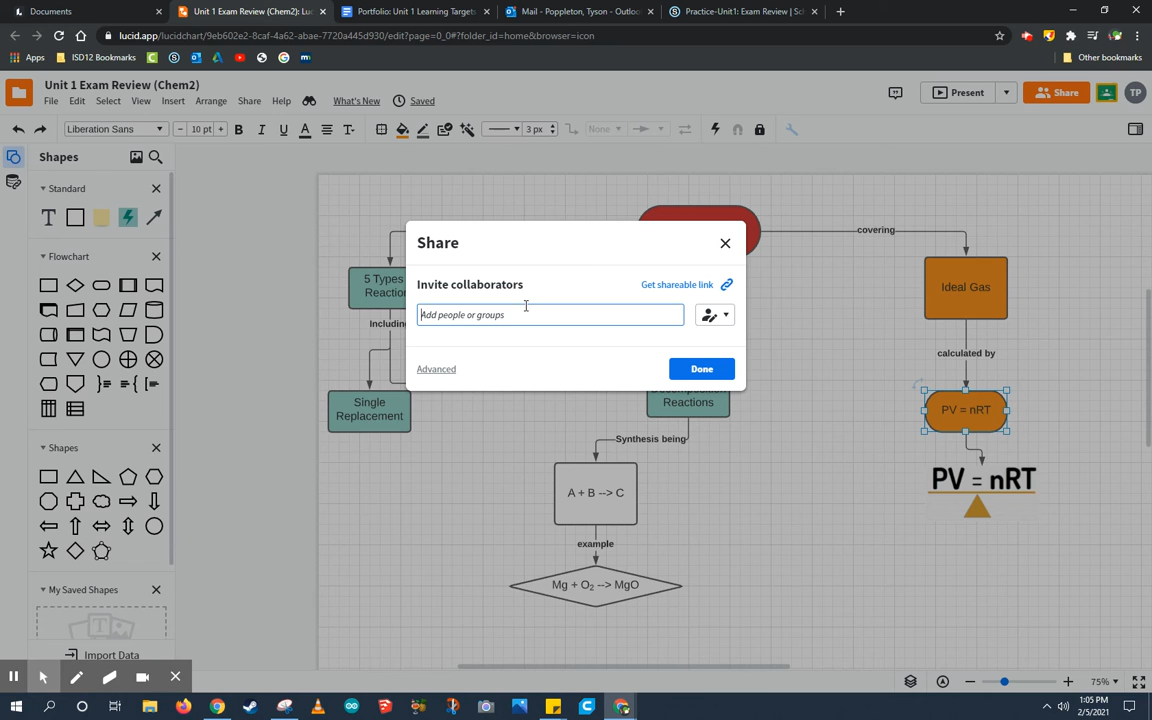 Documents
Unit 1 Exam Review (Chem2): Luc
Portfolio: Unit 1 Learning Targets
Mail - Poppleton, Tyson - Outloo
Practice-Unit1: Exam Review | Sch
lucid.app/lucidchart/9eb602e2-8caf-4a62-abae-7720a445d930/edit?page=0_0#?folder_id=home&browser=icon
Apps
ISD12 Bookmarks
Other bookmarks
Unit 1 Exam Review (Chem2)
File Edit Select View Insert Arrange Share Help What's New Saved
Present
Share
TP
Liberation Sans
10 pt
B I U A T
3 px
None
Shapes
Standard
T
Flowchart
Shapes
My Saved Shapes
Import Data
covering
5 Types
Reaction
Ideal Gas
Including
calculated by
Single
Replacement
Reactions
PV = nRT
Synthesis being
PV = nRT
A + B --> C
example
Mg + O₂ --> MgO
Share
Invite collaborators
Get shareable link
Add people or groups
Advanced
Done
75%
1:05 PM
2/5/2021